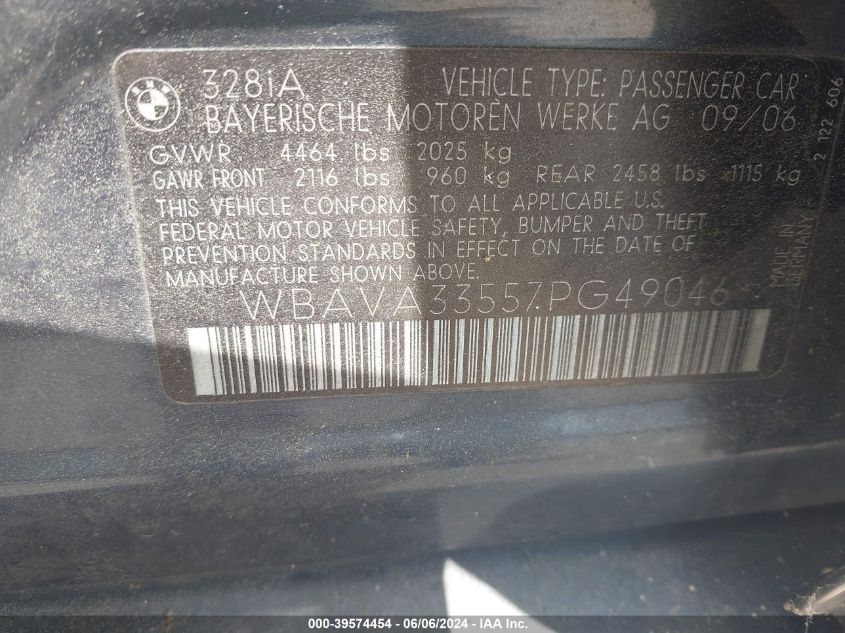 BMW
328iA VEHICLE TYPE: PASSENGER CAR
BAYERISCHE MOTOREN WERKE AG 09/06
GVWR 4464 lbs 2025 kg
GAWR FRONT 2116 lbs 960 kg REAR 2458 lbs 1115 kg
THIS VEHICLE CONFORMS TO ALL APPLICABLE U.S.
FEDERAL MOTOR VEHICLE SAFETY, BUMPER AND THEFT
PREVENTION STANDARDS IN EFFECT ON THE DATE OF
MANUFACTURE SHOWN ABOVE.
WBAVA33557PG49046
MADE IN
GERMANY
2 122 606
000-39574454 - 06/06/2024 - IAA Inc.